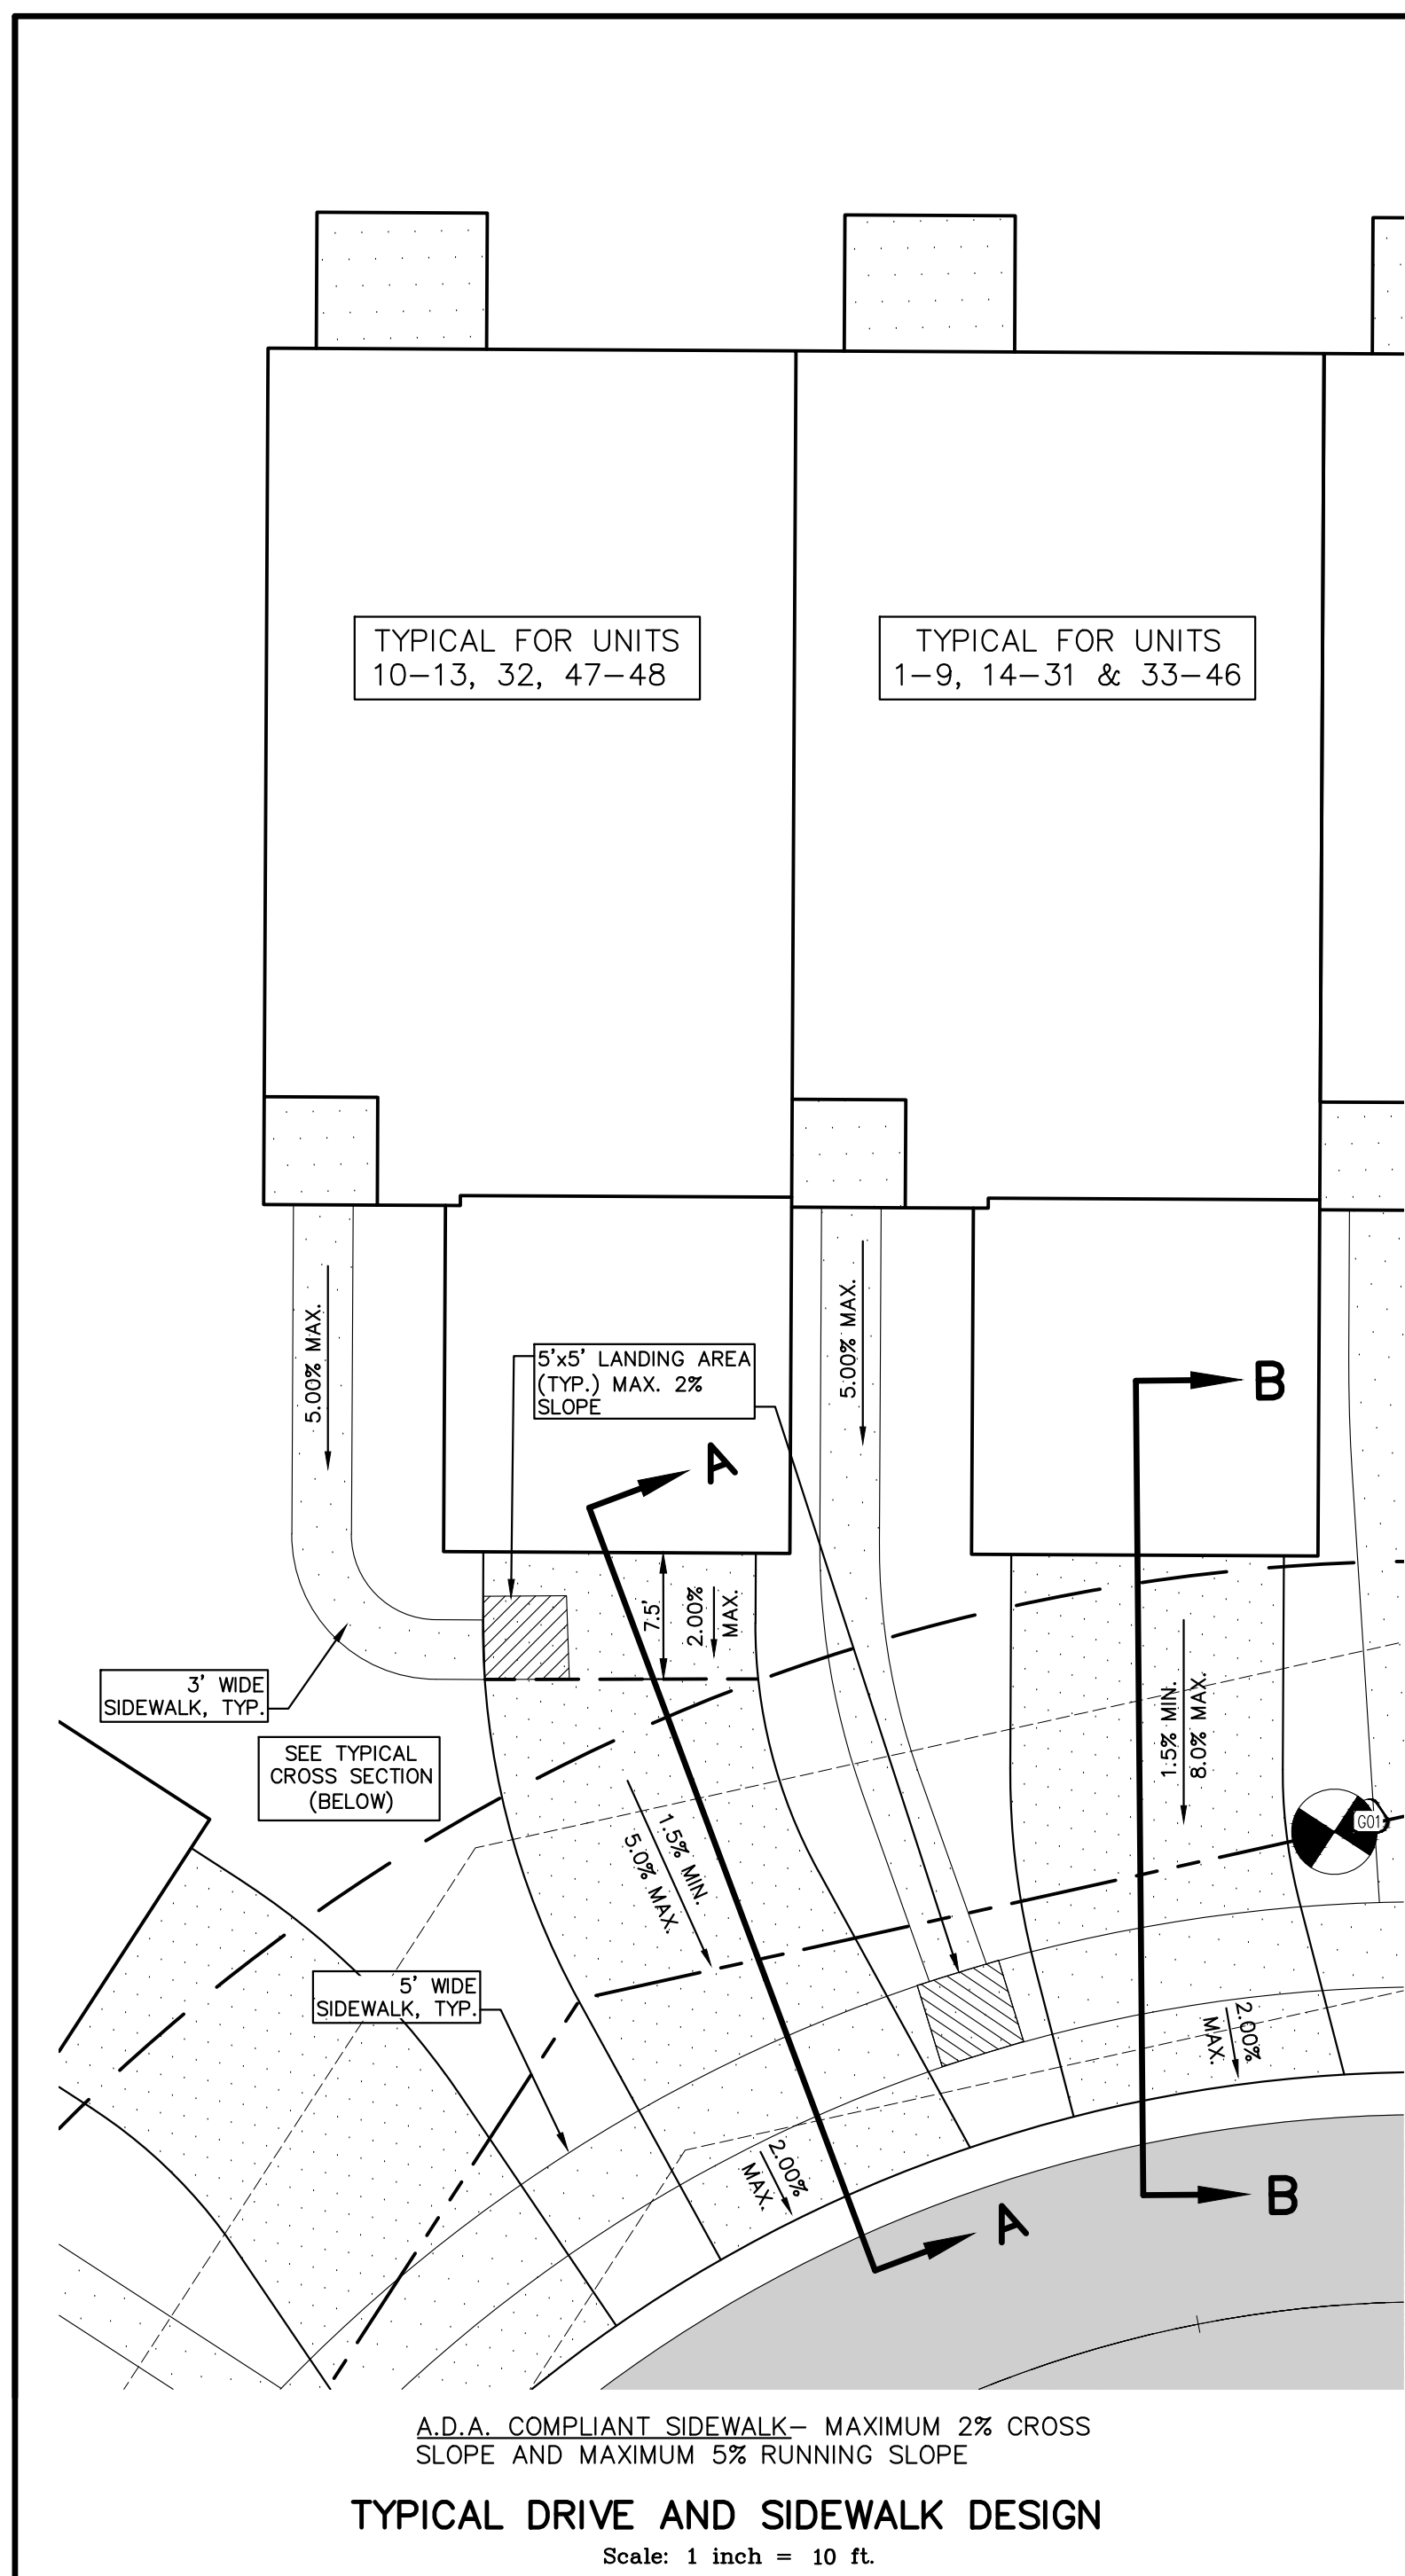 TYPICAL FOR UNITS
10-13, 32, 47-48
TYPICAL FOR UNITS
1-9, 14-31 & 33-46
5.00% MAX.
5.00% MAX.
5'x5' LANDING AREA
(TYP.) MAX. 2%
SLOPE
B
A
7.5'
2.00%
MAX.
3' WIDE
SIDEWALK, TYP.
SEE TYPICAL
CROSS SECTION
(BELOW)
1.5% MIN.
5.0% MAX.
1.5% MIN.
8.0% MAX.
G01
5' WIDE
SIDEWALK, TYP.
2.00%
MAX.
2.00%
MAX.
B
A
A.D.A. COMPLIANT SIDEWALK- MAXIMUM 2% CROSS
SLOPE AND MAXIMUM 5% RUNNING SLOPE
TYPICAL DRIVE AND SIDEWALK DESIGN
Scale: 1 inch = 10 ft.